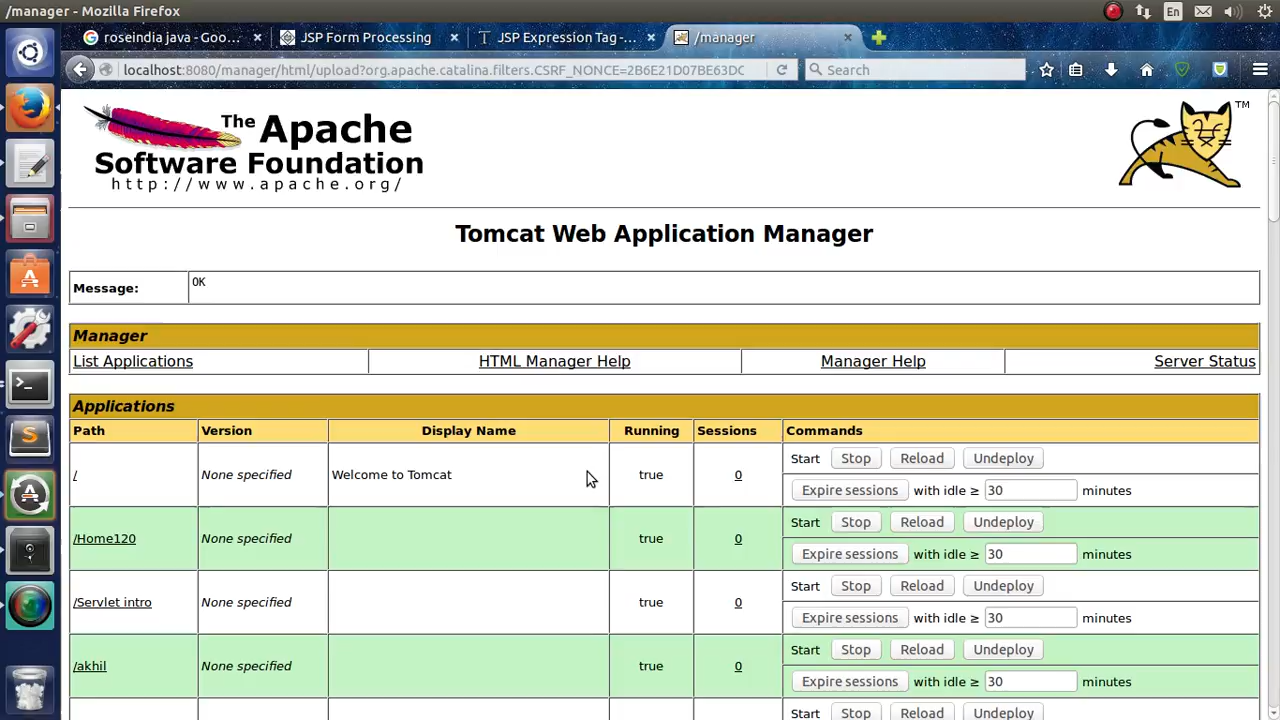 /manager - Mozilla Firefox
En
roseindia java - Goo...
JSP Form Processing
JSP Expression Tag -...
/manager
localhost:8080/manager/html/upload?org.apache.catalina.filters.CSRF_NONCE=2B6E21D07BE63DC
Search
The Apache
Software Foundation
http://www.apache.org/
TM
Tomcat Web Application Manager
Message: OK
Manager
List Applications HTML Manager Help Manager Help Server Status
Applications
Path Version Display Name Running Sessions Commands
/ None specified Welcome to Tomcat true 0 Start Stop Reload Undeploy
Expire sessions with idle ≥ 30 minutes
/Home120 None specified true 0 Start Stop Reload Undeploy
Expire sessions with idle ≥ 30 minutes
/Servlet intro None specified true 0 Start Stop Reload Undeploy
Expire sessions with idle ≥ 30 minutes
/akhil None specified true 0 Start Stop Reload Undeploy
Expire sessions with idle ≥ 30 minutes
Start Stop Reload Undeploy